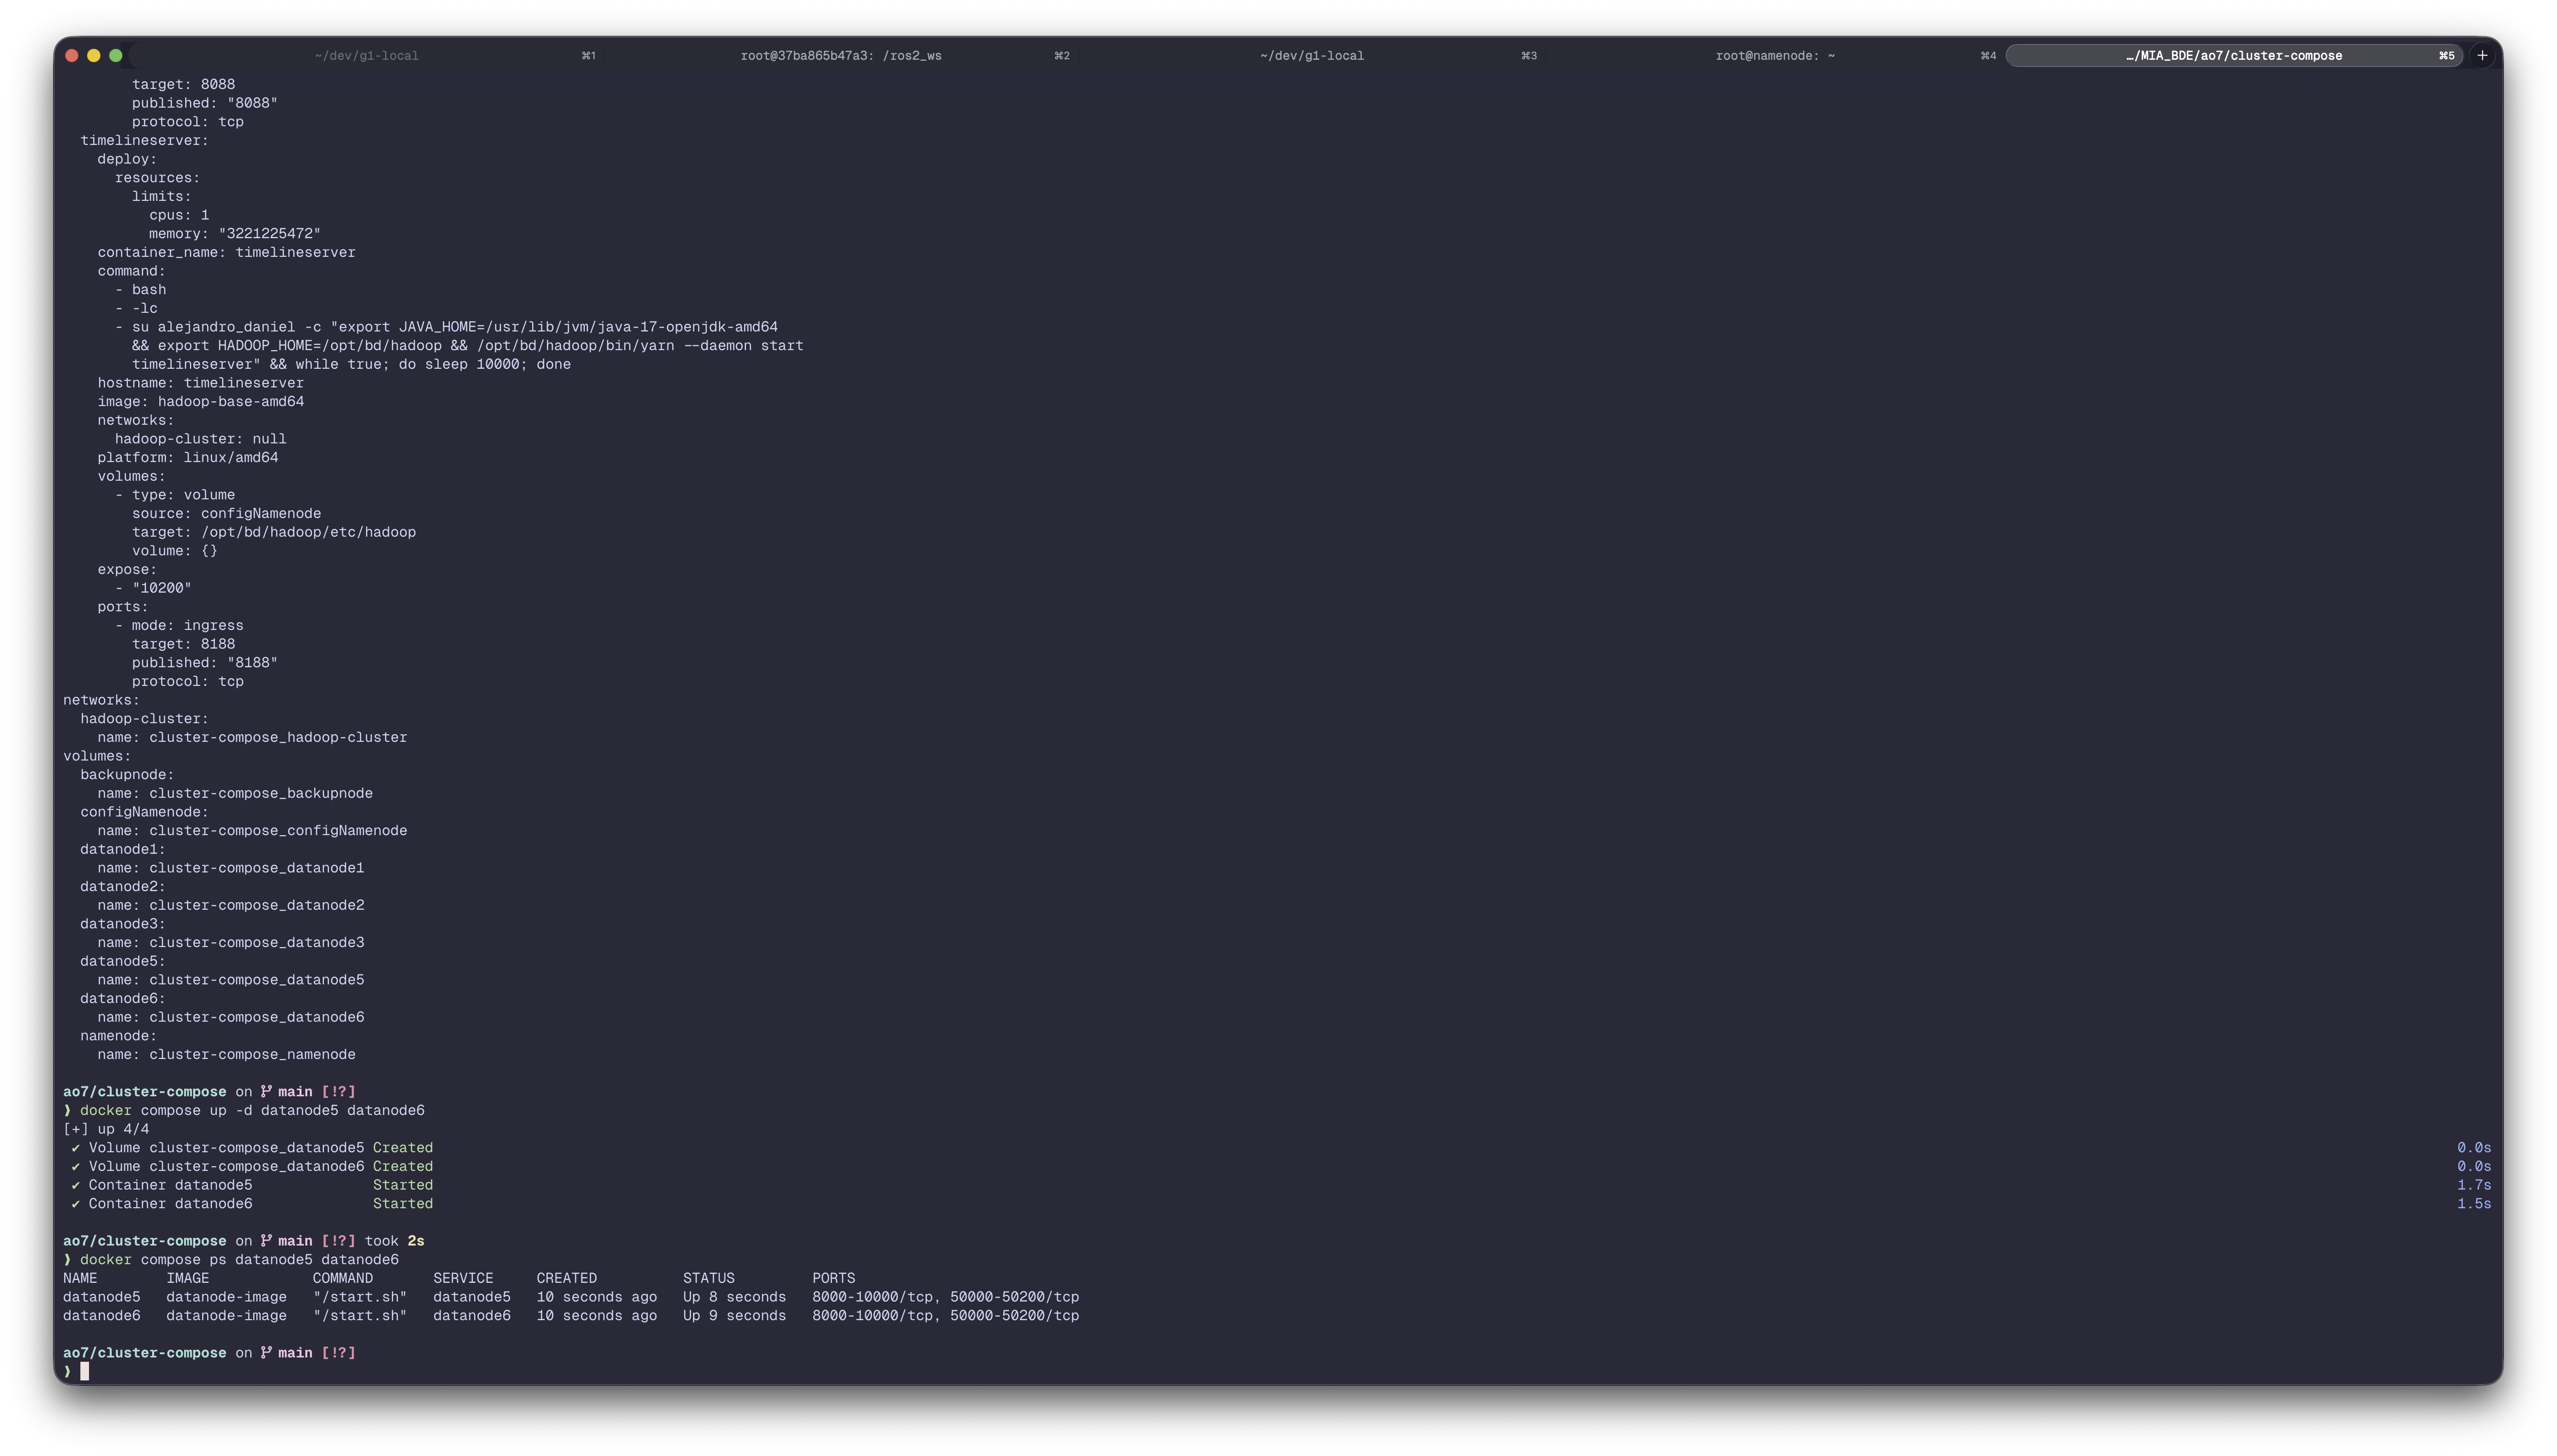 ~/dev/g1-local ⌘1 root@37ba865b47a3: /ros2_ws ⌘2 ~/dev/g1-local ⌘3 root@namenode: ~ ⌘4 …/MIA_BDE/ao7/cluster-compose ⌘5 +
        target: 8088
        published: "8088"
        protocol: tcp
  timelineserver:
    deploy:
      resources:
        limits:
          cpus: 1
          memory: "3221225472"
    container_name: timelineserver
    command:
      - bash
      - -lc
      - su alejandro_daniel -c "export JAVA_HOME=/usr/lib/jvm/java-17-openjdk-amd64
        && export HADOOP_HOME=/opt/bd/hadoop && /opt/bd/hadoop/bin/yarn --daemon start
        timelineserver" && while true; do sleep 10000; done
    hostname: timelineserver
    image: hadoop-base-amd64
    networks:
      hadoop-cluster: null
    platform: linux/amd64
    volumes:
      - type: volume
        source: configNamenode
        target: /opt/bd/hadoop/etc/hadoop
        volume: {}
    expose:
      - "10200"
    ports:
      - mode: ingress
        target: 8188
        published: "8188"
        protocol: tcp
networks:
  hadoop-cluster:
    name: cluster-compose_hadoop-cluster
volumes:
  backupnode:
    name: cluster-compose_backupnode
  configNamenode:
    name: cluster-compose_configNamenode
  datanode1:
    name: cluster-compose_datanode1
  datanode2:
    name: cluster-compose_datanode2
  datanode3:
    name: cluster-compose_datanode3
  datanode5:
    name: cluster-compose_datanode5
  datanode6:
    name: cluster-compose_datanode6
  namenode:
    name: cluster-compose_namenode
ao7/cluster-compose on main [!?]
❱ docker compose up -d datanode5 datanode6
[+] up 4/4
 ✔ Volume cluster-compose_datanode5 Created 0.0s
 ✔ Volume cluster-compose_datanode6 Created 0.0s
 ✔ Container datanode5 Started 1.7s
 ✔ Container datanode6 Started 1.5s
ao7/cluster-compose on main [!?] took 2s
❱ docker compose ps datanode5 datanode6
NAME        IMAGE            COMMAND       SERVICE     CREATED          STATUS         PORTS
datanode5   datanode-image   "/start.sh"   datanode5   10 seconds ago   Up 8 seconds   8000-10000/tcp, 50000-50200/tcp
datanode6   datanode-image   "/start.sh"   datanode6   10 seconds ago   Up 9 seconds   8000-10000/tcp, 50000-50200/tcp
ao7/cluster-compose on main [!?]
❱